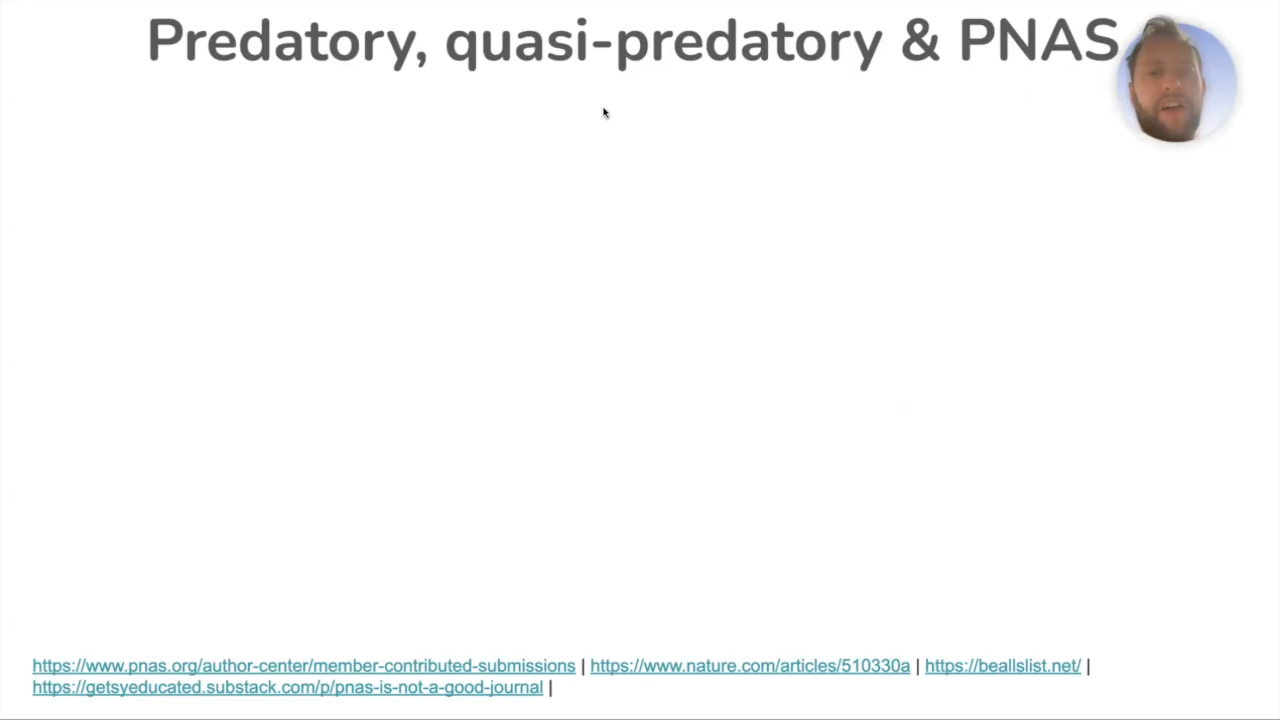 Predatory, quasi-predatory & PNAS
https://www.pnas.org/author-center/member-contributed-submissions | https://www.nature.com/articles/510330a | https://beallslist.net/ |
https://getsyeducated.substack.com/p/pnas-is-not-a-good-journal |